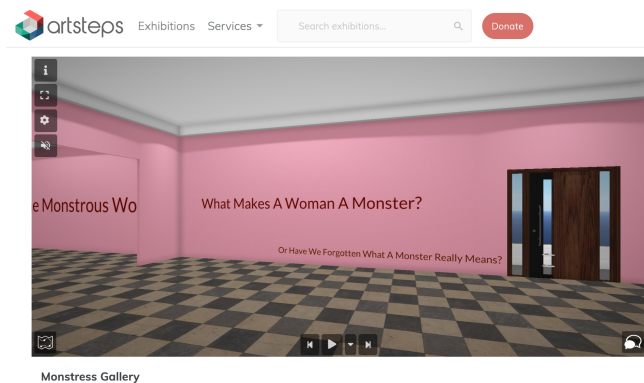 artsteps Exhibitions Services Search exhibitions... Donate
e Monstrous Wo
What Makes A Woman A Monster?
Or Have We Forgotten What A Monster Really Means?
Monstress Gallery